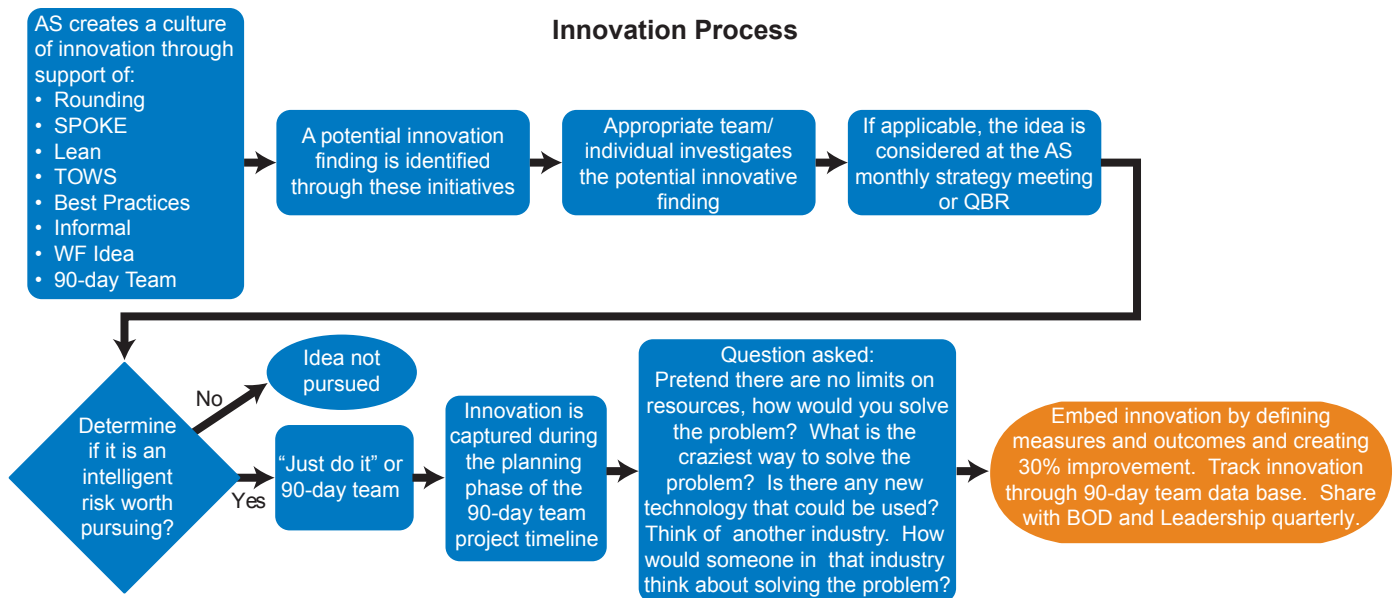 Innovation Process
AS creates a culture
of innovation through
support of:
• Rounding
• SPOKE
• Lean
• TOWS
• Best Practices
• Informal
• WF Idea
• 90-day Team
A potential innovation
finding is identified
through these initiatives
Appropriate team/
individual investigates
the potential innovative
finding
If applicable, the idea is
considered at the AS
monthly strategy meeting
or QBR
Determine
if it is an
intelligent
risk worth
pursuing?
No
Idea not
pursued
Yes
“Just do it” or
90-day team
Innovation is
captured during
the planning
phase of the
90-day team
project timeline
Question asked:
Pretend there are no limits on
resources, how would you solve
the problem? What is the
craziest way to solve the
problem? Is there any new
technology that could be used?
Think of another industry. How
would someone in that industry
think about solving the problem?
Embed innovation by defining
measures and outcomes and creating
30% improvement. Track innovation
through 90-day team data base. Share
with BOD and Leadership quarterly.